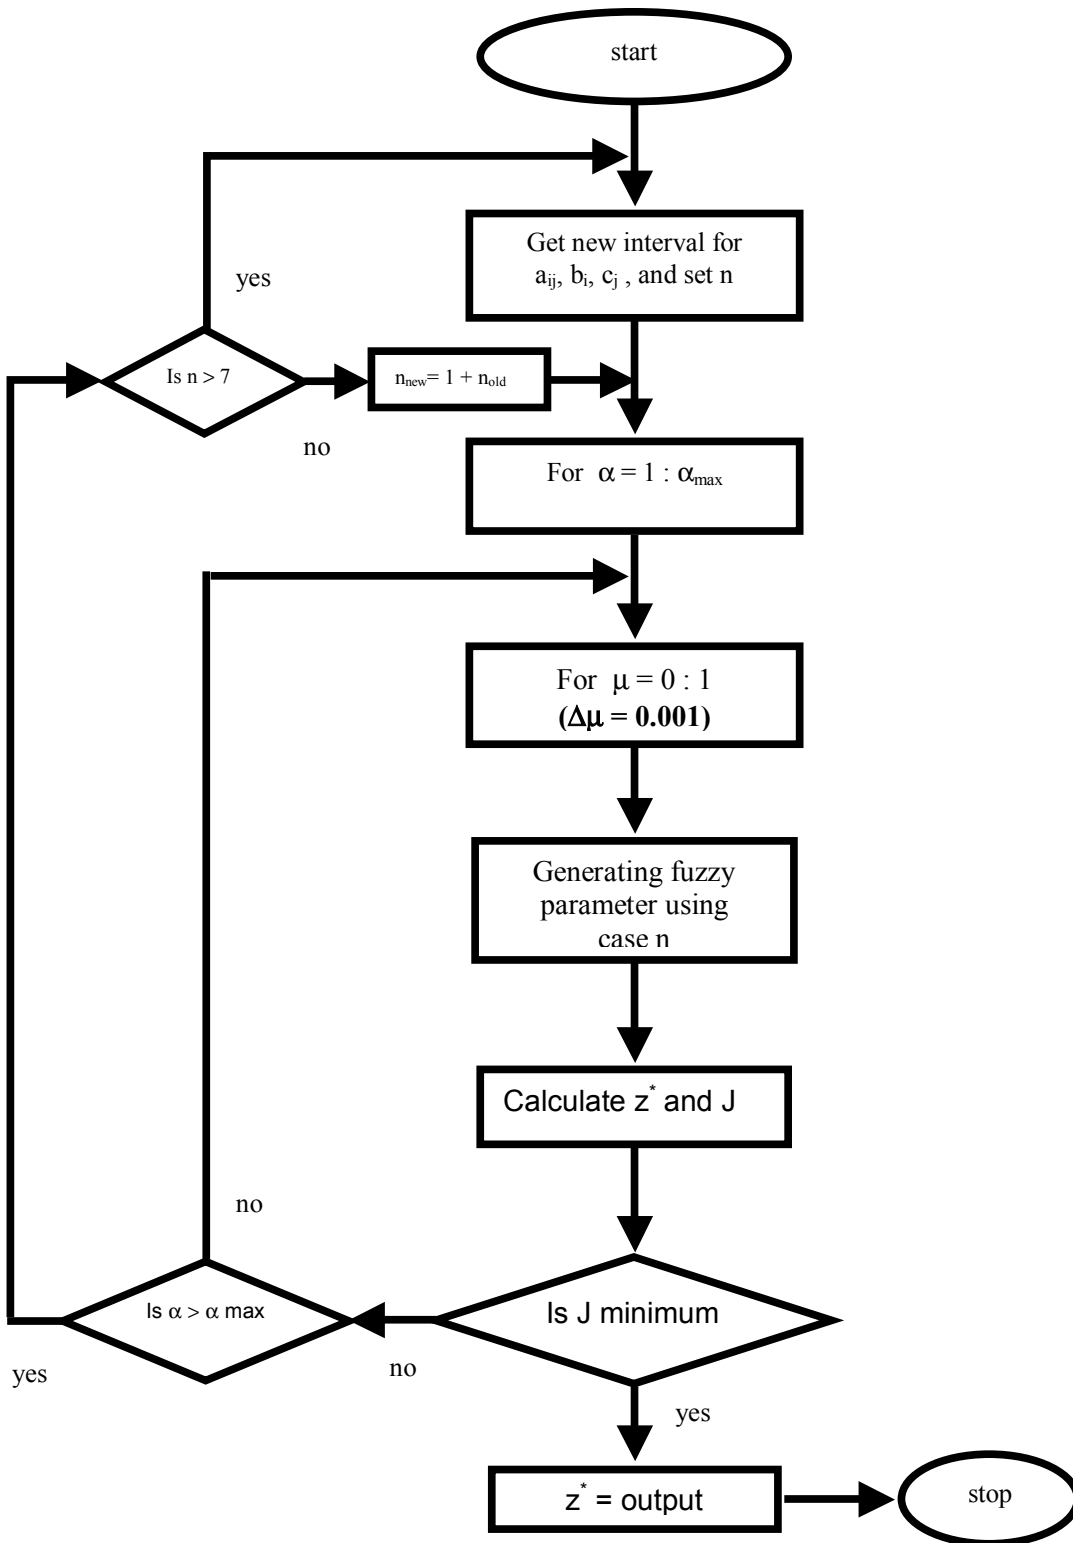 start
Get new interval for
aij, bi, cj , and set n
yes
Is n > 7
nnew= 1 + nold
no
For α = 1 : αmax
For μ = 0 : 1
(Δμ = 0.001)
Generating fuzzy
parameter using
case n
Calculate z* and J
no
Is α > α max
Is J minimum
yes
no
yes
z* = output
stop